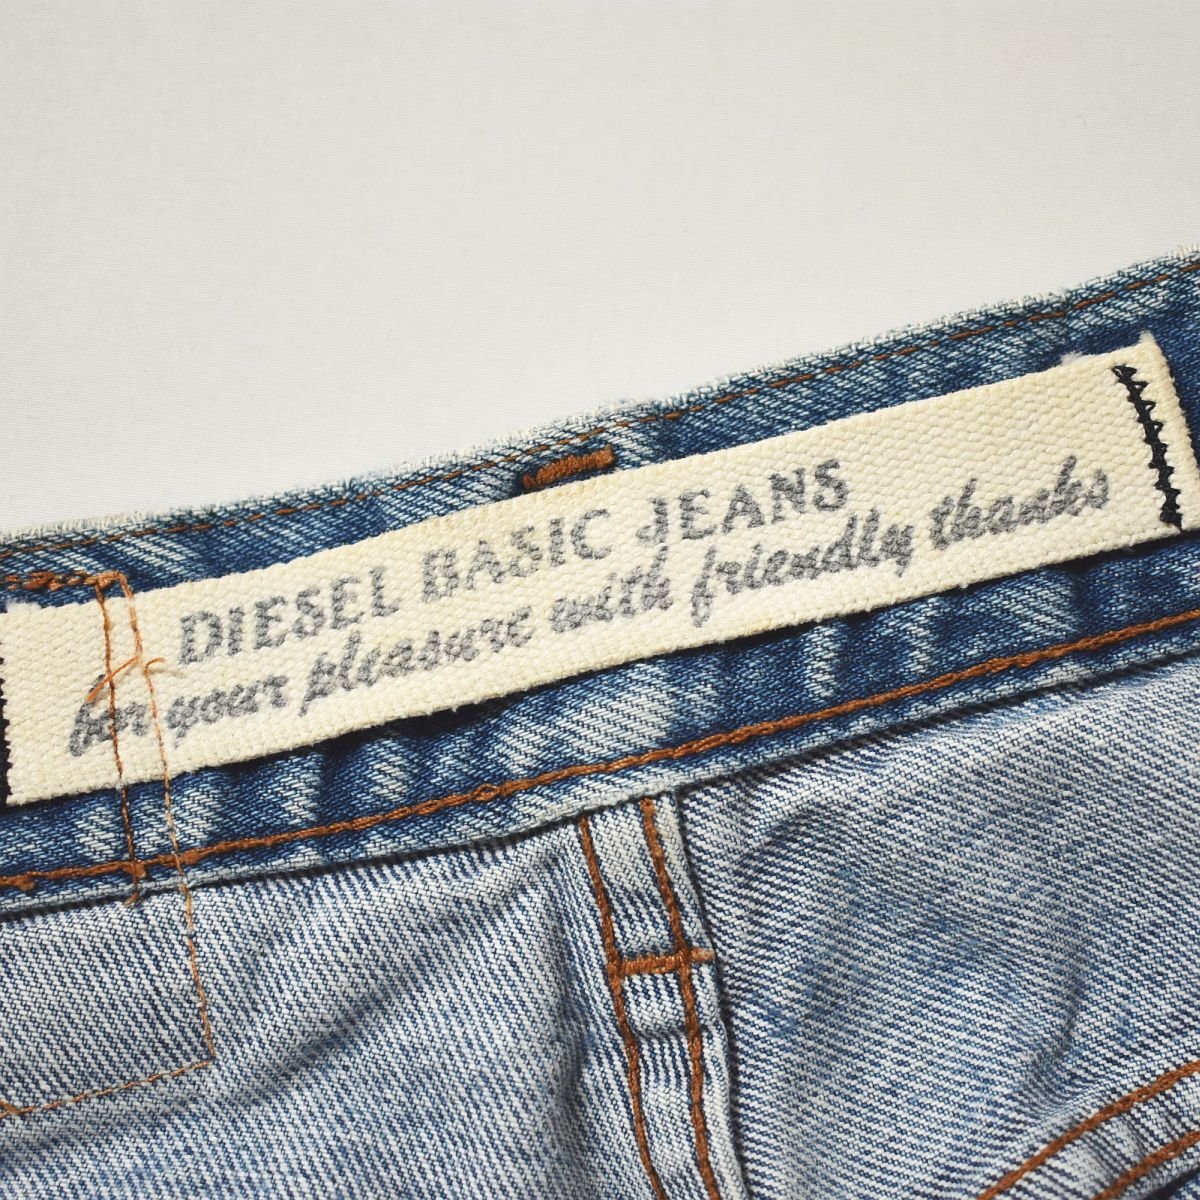 DIESEL BASIC JEANS
for your pleasure with friendly thanks